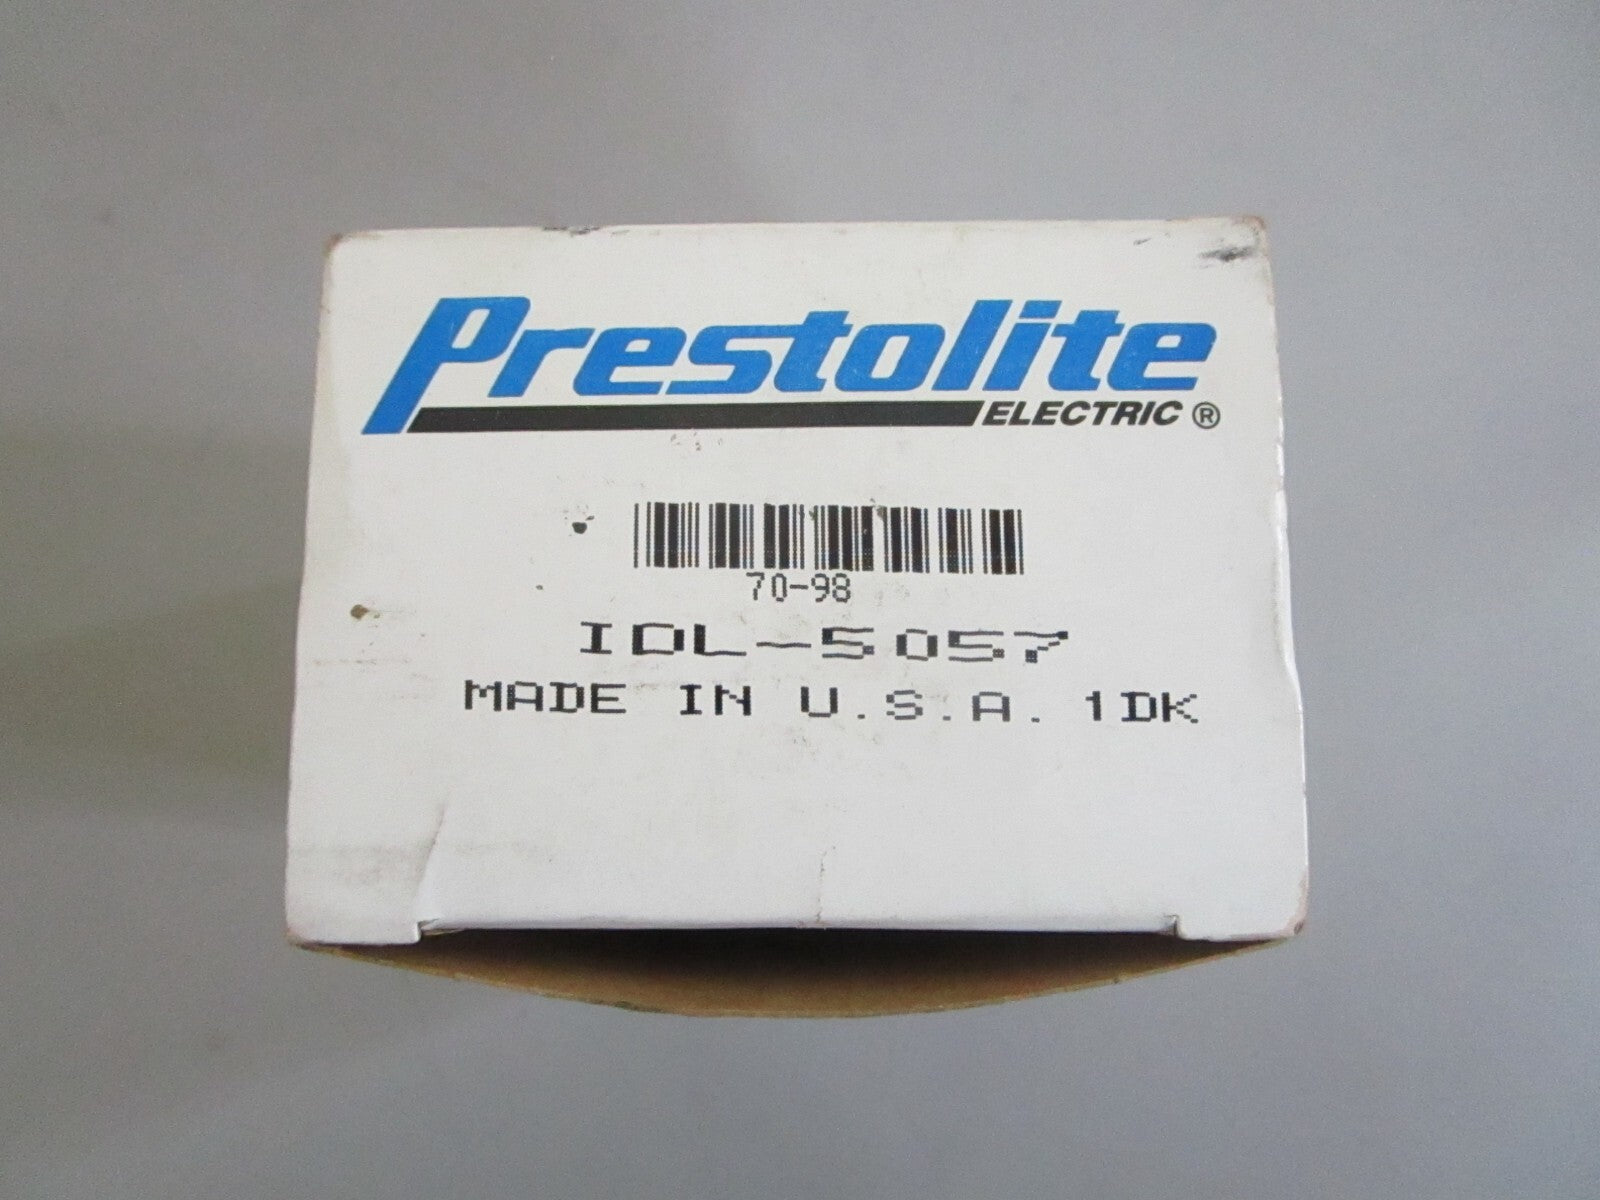 Prestolite
ELECTRIC ®
70-98
IDL-5057
MADE IN U.S.A. 1DK